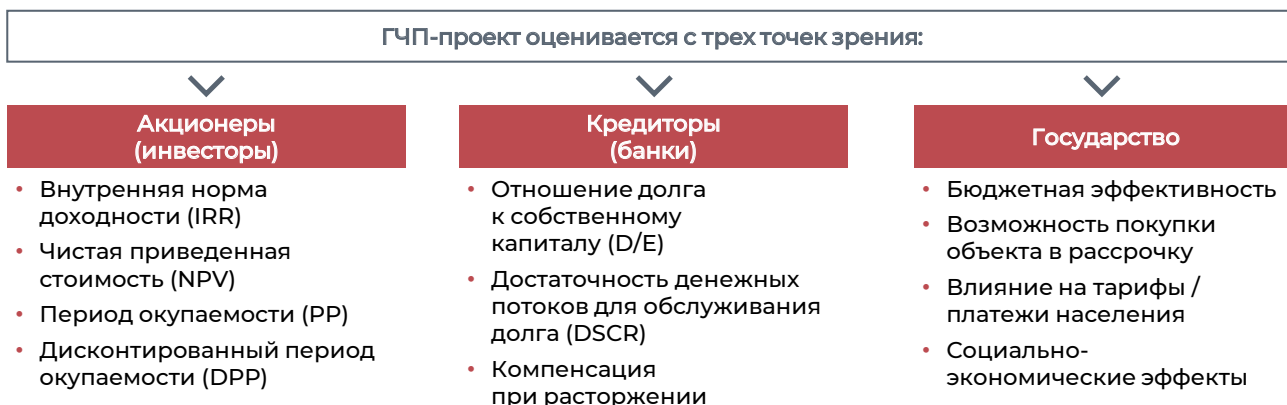 ГЧП-проект оценивается с трех точек зрения:
Акционеры
(инвесторы)
• Внутренняя норма
доходности (IRR)
• Чистая приведенная
стоимость (NPV)
• Период окупаемости (PP)
• Дисконтированный период
окупаемости (DPP)
Кредиторы
(банки)
• Отношение долга
к собственному
капиталу (D/E)
• Достаточность денежных
потоков для обслуживания
долга (DSCR)
• Компенсация
при расторжении
Государство
• Бюджетная эффективность
• Возможность покупки
объекта в рассрочку
• Влияние на тарифы /
платежи населения
• Социально-
экономические эффекты